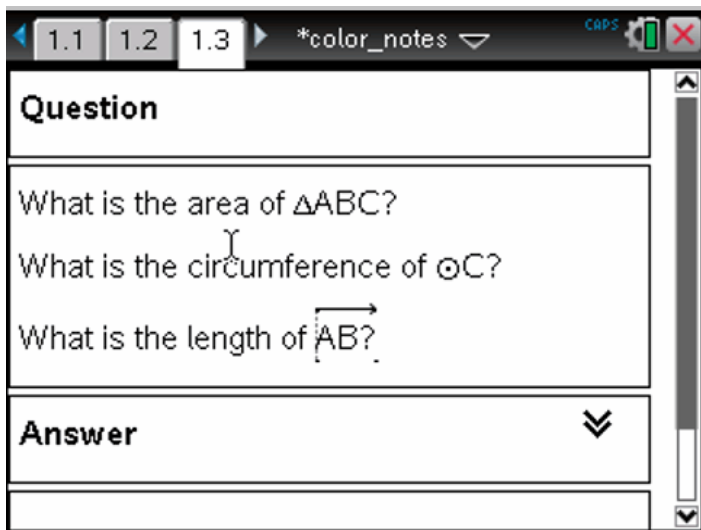 1.1 1.2 1.3 *color_notes CAPS
Question
What is the area of ΔABC?
What is the circumference of ⊙C?
What is the length of AB?
Answer